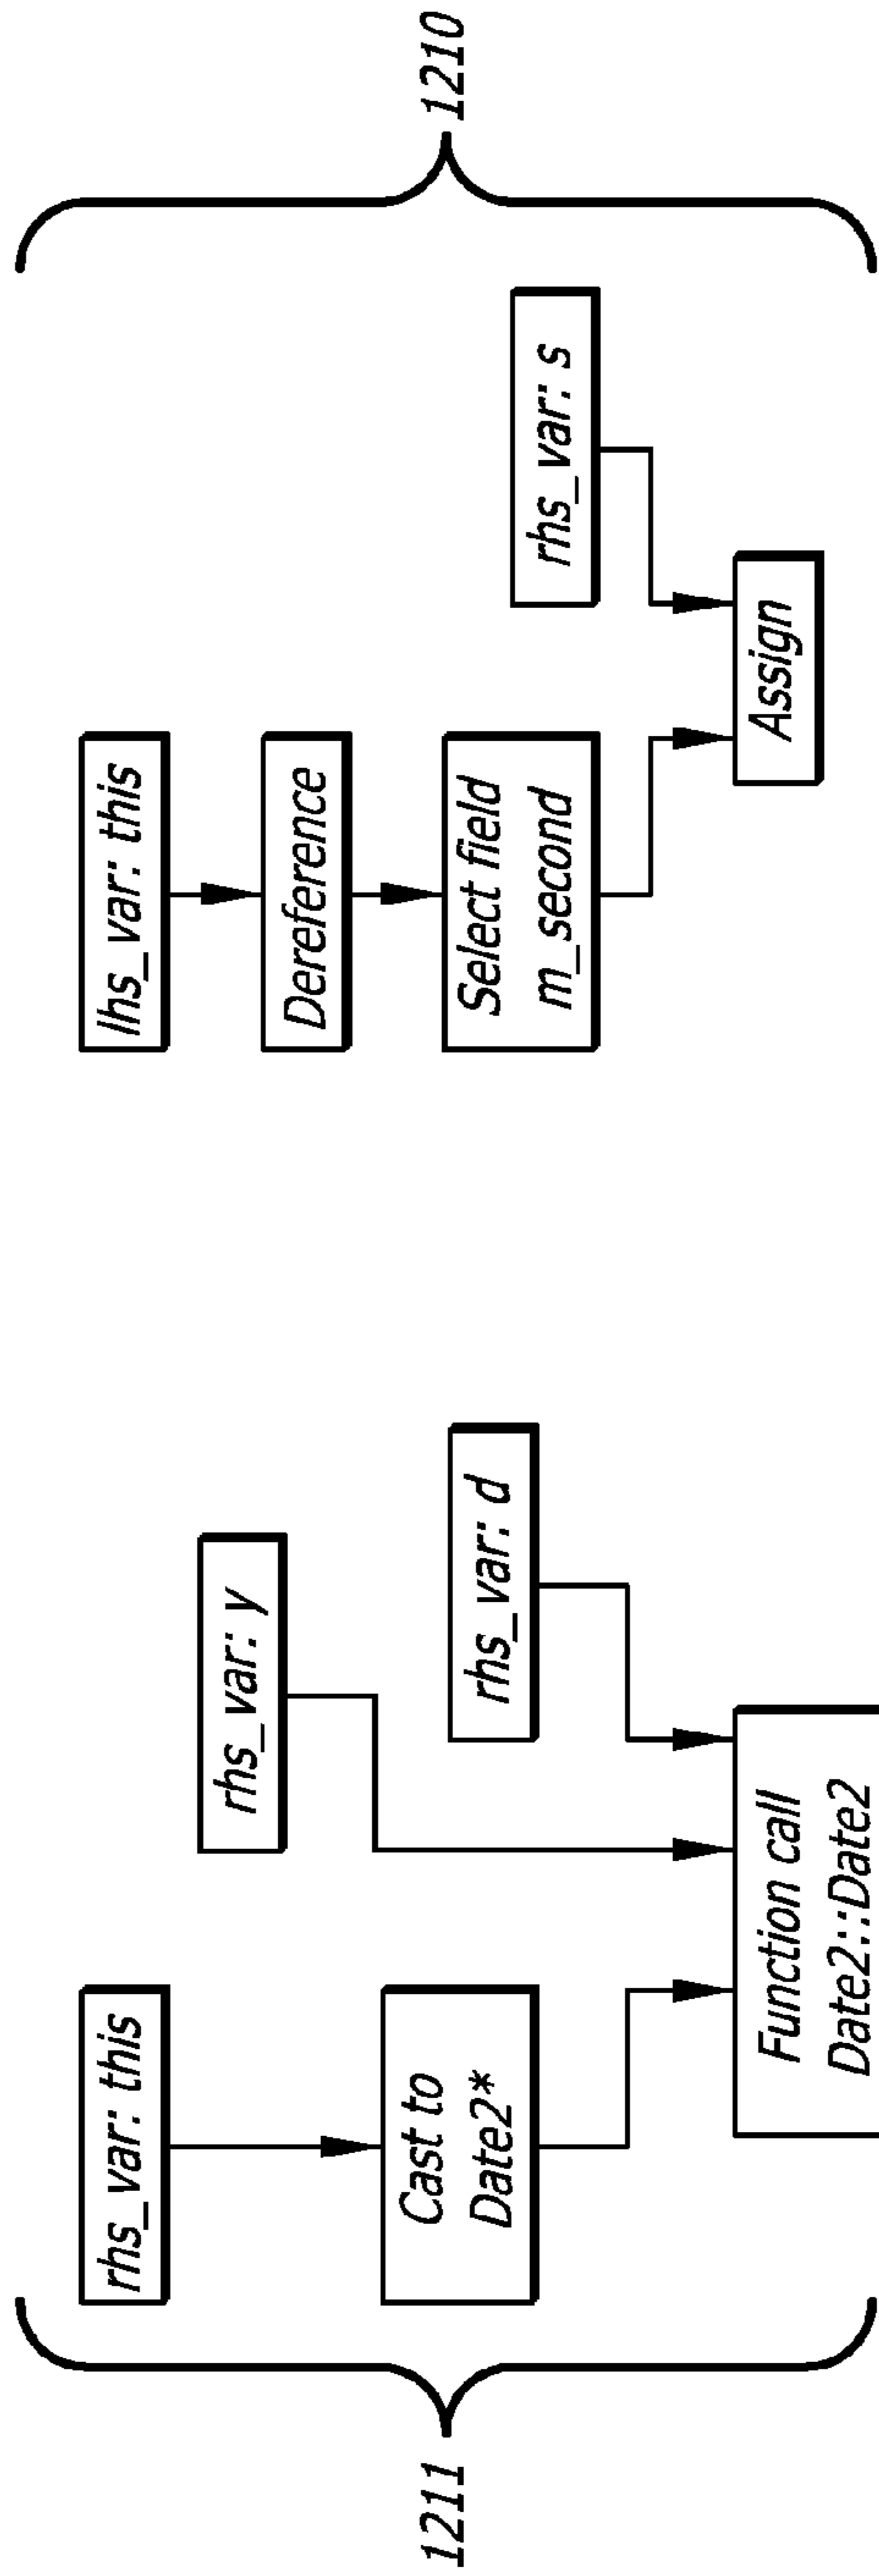 1211
rhs_var: this
Cast to
Date2*
rhs_var: y
rhs_var: d
Function call
Date2::Date2
lhs_var: this
Dereference
Select field
m_second
rhs_var: s
Assign
1210